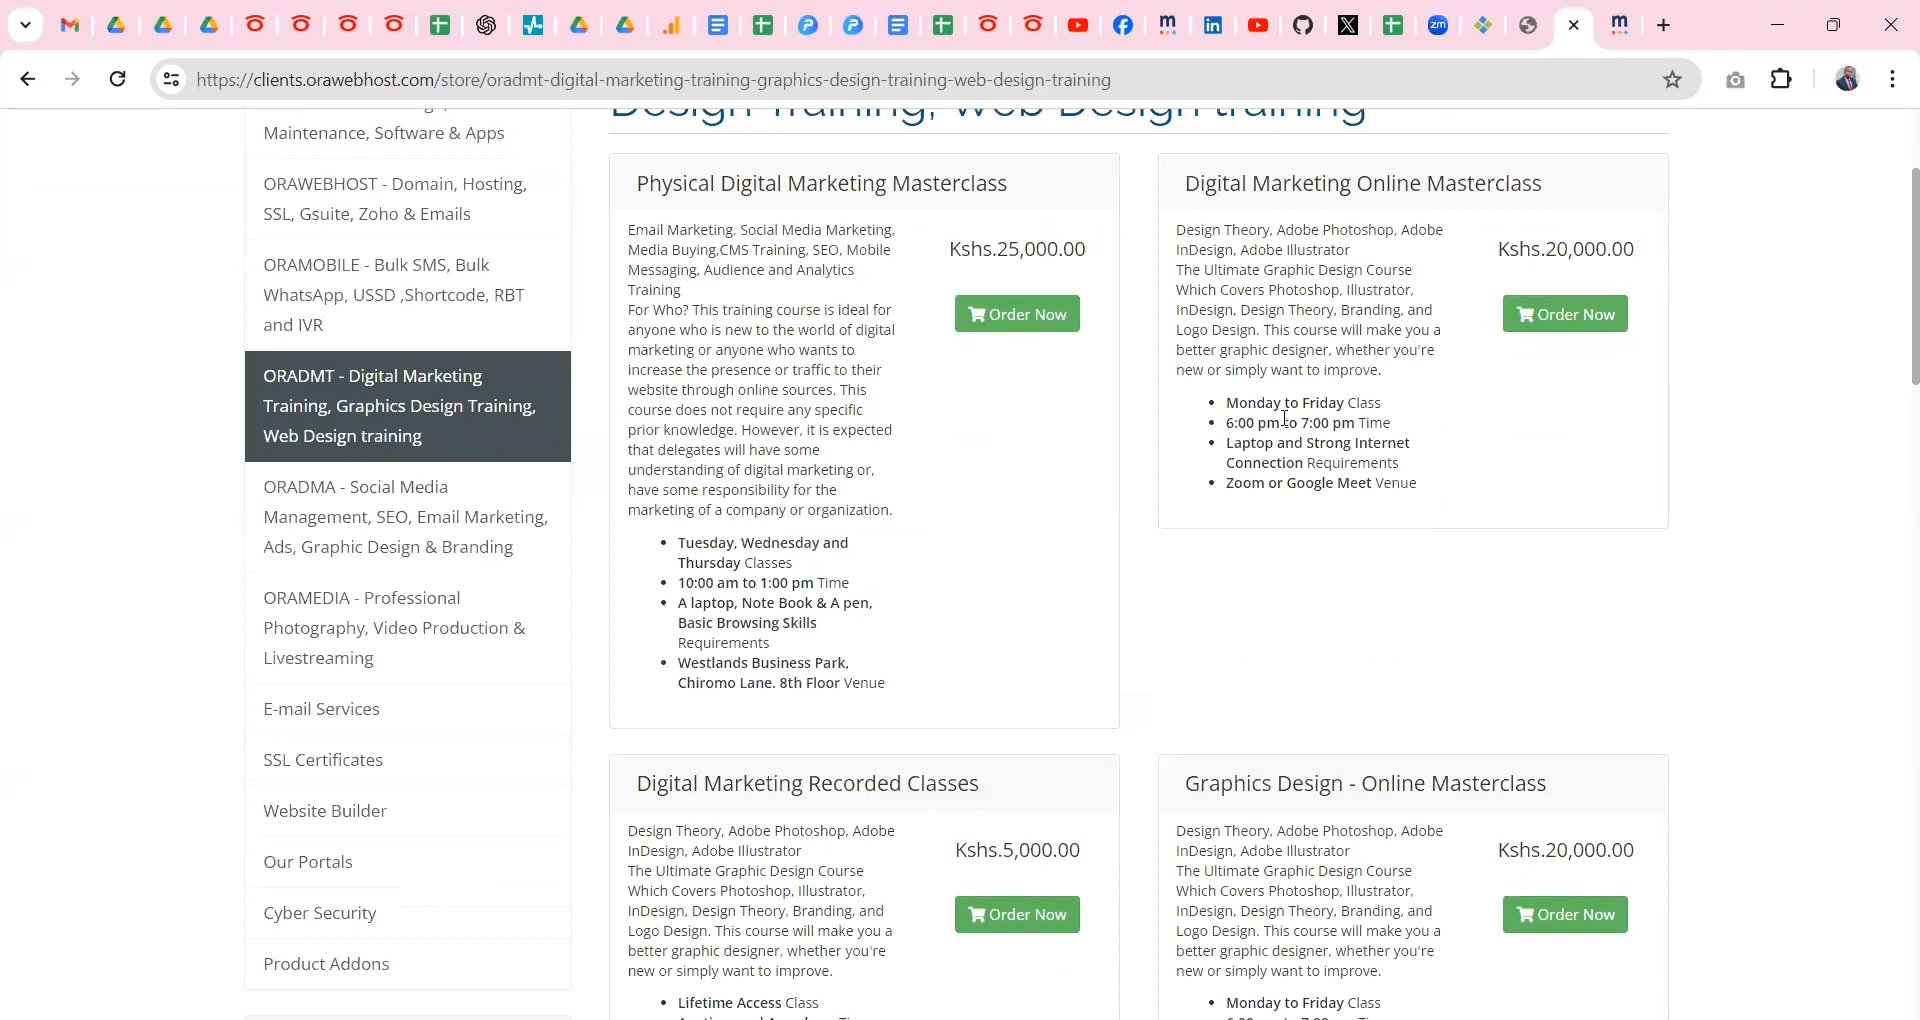 https://clients.orawebhost.com/store/oradmt-digital-marketing-training-graphics-design-training-web-design-training
Maintenance, Software & Apps
ORAWEBHOST - Domain, Hosting,
SSL, Gsuite, Zoho & Emails
ORAMOBILE - Bulk SMS, Bulk
WhatsApp, USSD ,Shortcode, RBT
and IVR
ORADMT - Digital Marketing
Training, Graphics Design Training,
Web Design training
ORADMA - Social Media
Management, SEO, Email Marketing,
Ads, Graphic Design & Branding
ORAMEDIA - Professional
Photography, Video Production &
Livestreaming
E-mail Services
SSL Certificates
Website Builder
Our Portals
Cyber Security
Product Addons
Design Training, Web Design training
Physical Digital Marketing Masterclass
Email Marketing, Social Media Marketing,
Media Buying,CMS Training, SEO, Mobile
Messaging, Audience and Analytics
Training
For Who? This training course is ideal for
anyone who is new to the world of digital
marketing or anyone who wants to
increase the presence or traffic to their
website through online sources. This
course does not require any specific
prior knowledge. However, it is expected
that delegates will have some
understanding of digital marketing or,
have some responsibility for the
marketing of a company or organization.
Tuesday, Wednesday and
Thursday Classes
10:00 am to 1:00 pm Time
A laptop, Note Book & A pen,
Basic Browsing Skills
Requirements
Westlands Business Park,
Chiromo Lane. 8th Floor Venue
Kshs.25,000.00
Order Now
Digital Marketing Online Masterclass
Design Theory, Adobe Photoshop, Adobe
InDesign, Adobe Illustrator
The Ultimate Graphic Design Course
Which Covers Photoshop, Illustrator,
InDesign, Design Theory, Branding, and
Logo Design. This course will make you a
better graphic designer, whether you're
new or simply want to improve.
Monday to Friday Class
6:00 pm to 7:00 pm Time
Laptop and Strong Internet
Connection Requirements
Zoom or Google Meet Venue
Kshs.20,000.00
Order Now
Digital Marketing Recorded Classes
Design Theory, Adobe Photoshop, Adobe
InDesign, Adobe Illustrator
The Ultimate Graphic Design Course
Which Covers Photoshop, Illustrator,
InDesign, Design Theory, Branding, and
Logo Design. This course will make you a
better graphic designer, whether you're
new or simply want to improve.
Lifetime Access Class
Kshs.5,000.00
Order Now
Graphics Design - Online Masterclass
Design Theory, Adobe Photoshop, Adobe
InDesign, Adobe Illustrator
The Ultimate Graphic Design Course
Which Covers Photoshop, Illustrator,
InDesign, Design Theory, Branding, and
Logo Design. This course will make you a
better graphic designer, whether you're
new or simply want to improve.
Monday to Friday Class
Kshs.20,000.00
Order Now